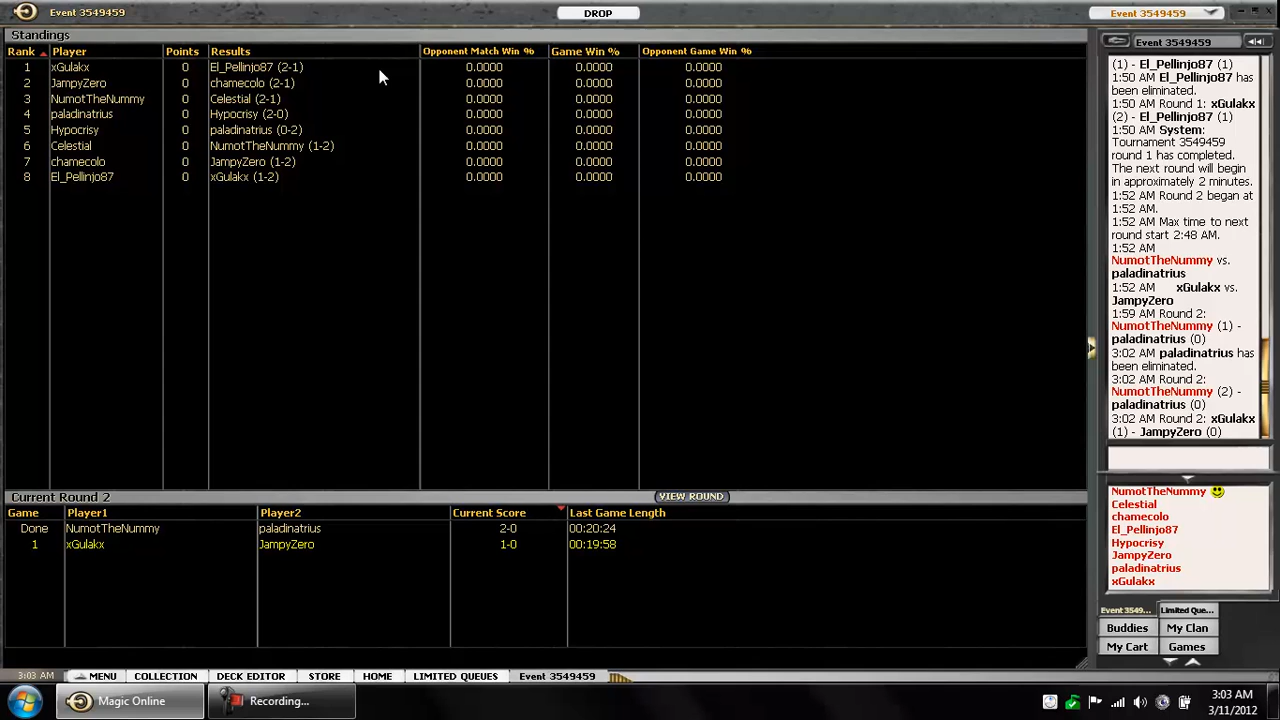 Event 3549459
DROP
Event 3549459
Standings
Rank Player Points Results Opponent Match Win % Game Win % Opponent Game Win %
1 xGulakx 0 El_Pellinjo87 (2-1) 0.0000 0.0000 0.0000
2 JampyZero 0 chamecolo (2-1) 0.0000 0.0000 0.0000
3 NumotTheNummy 0 Celestial (2-1) 0.0000 0.0000 0.0000
4 paladinatrius 0 Hypocrisy (2-0) 0.0000 0.0000 0.0000
5 Hypocrisy 0 paladinatrius (0-2) 0.0000 0.0000 0.0000
6 Celestial 0 NumotTheNummy (1-2) 0.0000 0.0000 0.0000
7 chamecolo 0 JampyZero (1-2) 0.0000 0.0000 0.0000
8 El_Pellinjo87 0 xGulakx (1-2) 0.0000 0.0000 0.0000
Current Round 2
VIEW ROUND
Game Player1 Player2 Current Score Last Game Length
Done NumotTheNummy paladinatrius 2-0 00:20:24
1 xGulakx JampyZero 1-0 00:19:58
Event 3549459
(1) - El_Pellinjo87 (1)
1:50 AM El_Pellinjo87 has
been eliminated.
1:50 AM Round 1: xGulakx
(2) - El_Pellinjo87 (1)
1:50 AM System:
Tournament 3549459
round 1 has completed.
The next round will begin
in approximately 2 minutes.
1:52 AM Round 2 began at
1:52 AM.
1:52 AM Max time to next
round start 2:48 AM.
1:52 AM
NumotTheNummy vs.
paladinatrius
1:52 AM xGulakx vs.
JampyZero
1:59 AM Round 2:
NumotTheNummy (1) -
paladinatrius (0)
3:02 AM paladinatrius has
been eliminated.
3:02 AM Round 2:
NumotTheNummy (2) -
paladinatrius (0)
3:02 AM Round 2: xGulakx
(1) - JampyZero (0)
NumotTheNummy
Celestial
chamecolo
El_Pellinjo87
Hypocrisy
JampyZero
paladinatrius
xGulakx
Event 3549... Limited Que...
Buddies My Clan
My Cart Games
3:03 AM MENU COLLECTION DECK EDITOR STORE HOME LIMITED QUEUES Event 3549459
Magic Online Recording...
3:03 AM
3/11/2012